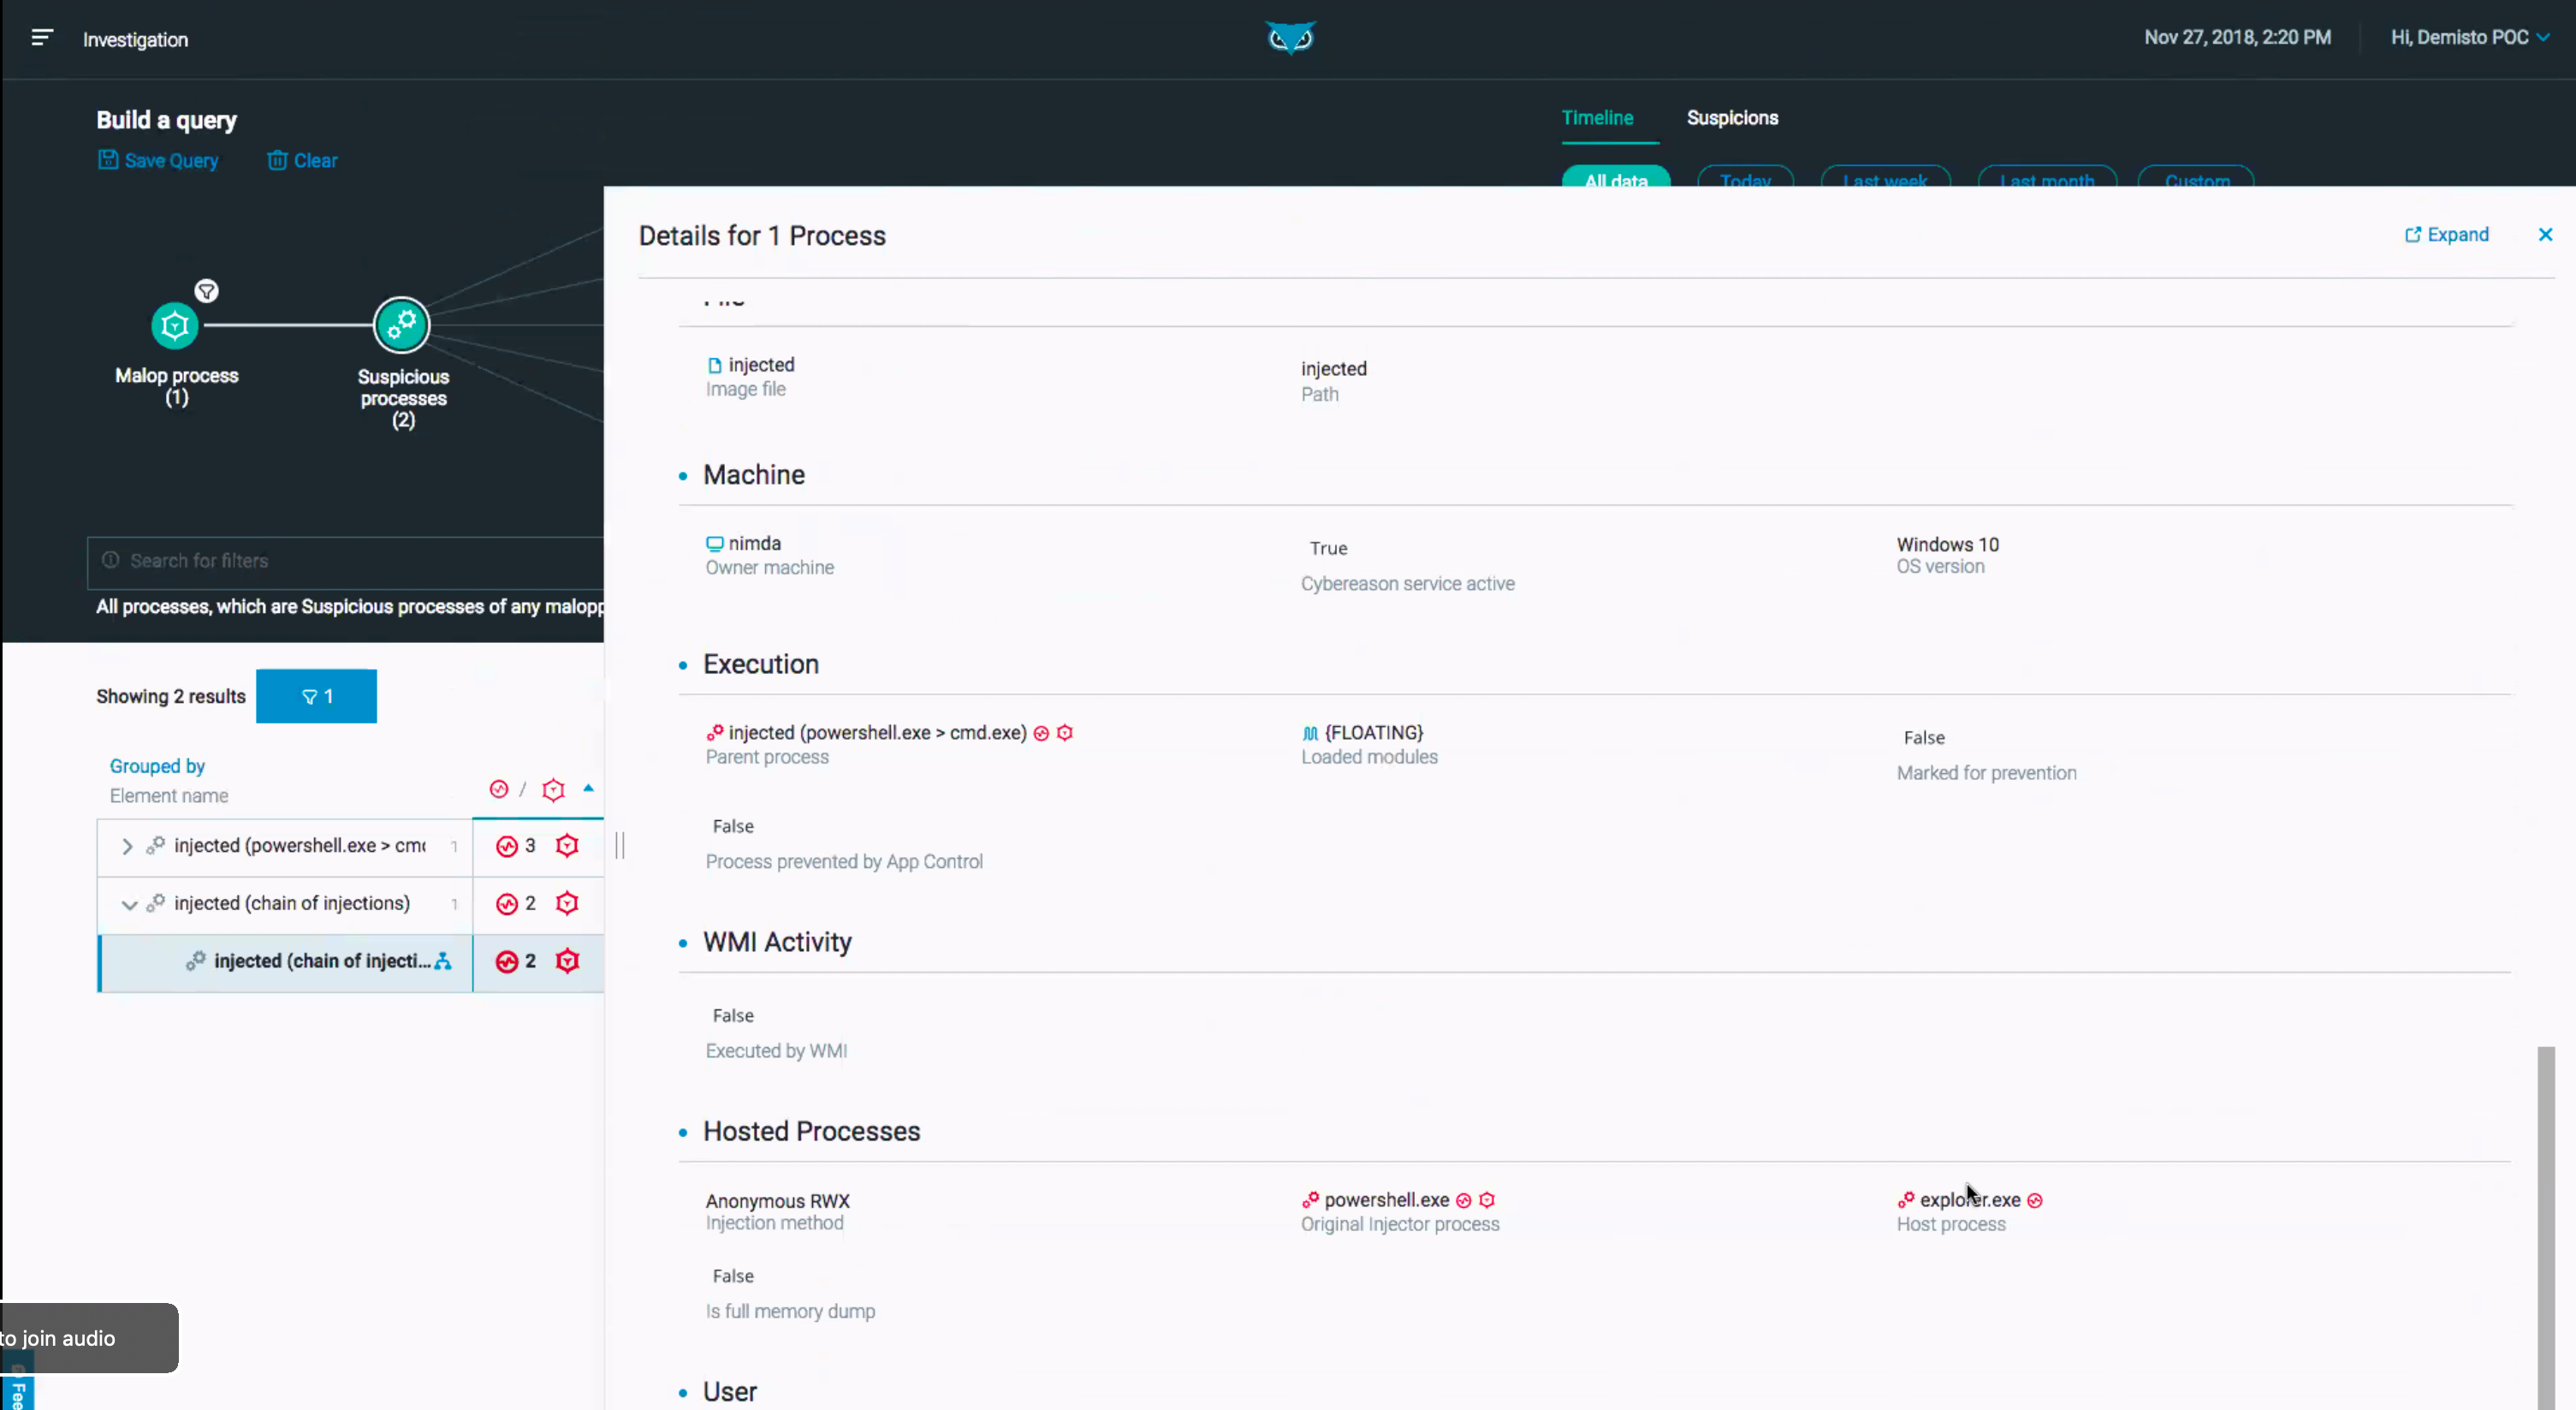 Investigation
Nov 27, 2018, 2:20 PM
Hi, Demisto POC
Build a query
Save Query
Clear
Timeline
Suspicions
All data
Today
Last week
Last month
Custom
Malop process
(1)
Suspicious
processes
(2)
Search for filters
All processes, which are Suspicious processes of any malopp
Showing 2 results
1
Grouped by
Element name
/
injected (powershell.exe > cmd
1
3
injected (chain of injections)
1
2
injected (chain of injecti...
2
Details for 1 Process
Expand
File
injected
Image file
injected
Path
Machine
nimda
Owner machine
True
Cybereason service active
Windows 10
OS version
Execution
injected (powershell.exe > cmd.exe)
Parent process
{FLOATING}
Loaded modules
False
Marked for prevention
False
Process prevented by App Control
WMI Activity
False
Executed by WMI
Hosted Processes
Anonymous RWX
Injection method
powershell.exe
Original Injector process
explorer.exe
Host process
False
Is full memory dump
User
to join audio
Fee